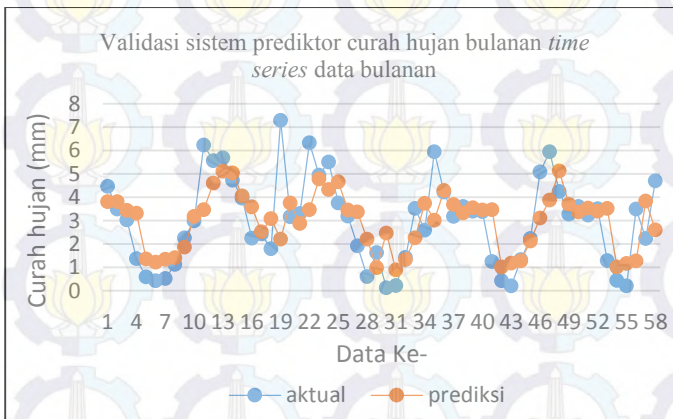 Validasi sistem prediktor curah hujan bulanan time
series data bulanan
8
7
6
5
4
3
2
1
0
Curah hujan (mm)
1 4 7 10 13 16 19 22 25 28 31 34 37 40 43 46 49 52 55 58
Data Ke-
aktual prediksi